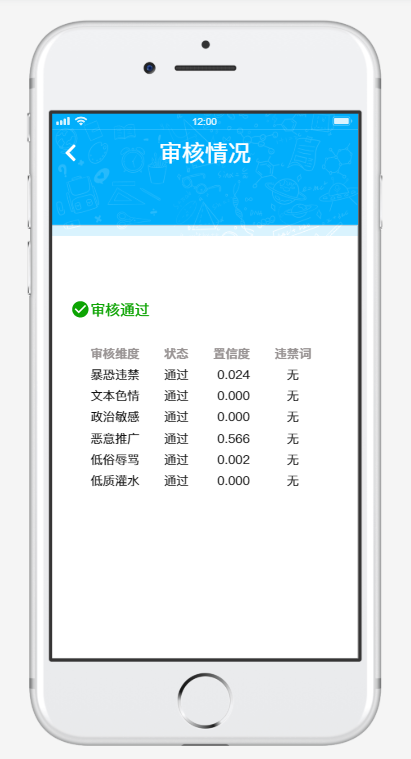 12:00
审核情况
审核通过
审核维度 状态 置信度 违禁词
暴恐违禁 通过 0.024 无
文本色情 通过 0.000 无
政治敏感 通过 0.000 无
恶意推广 通过 0.566 无
低俗辱骂 通过 0.002 无
低质灌水 通过 0.000 无